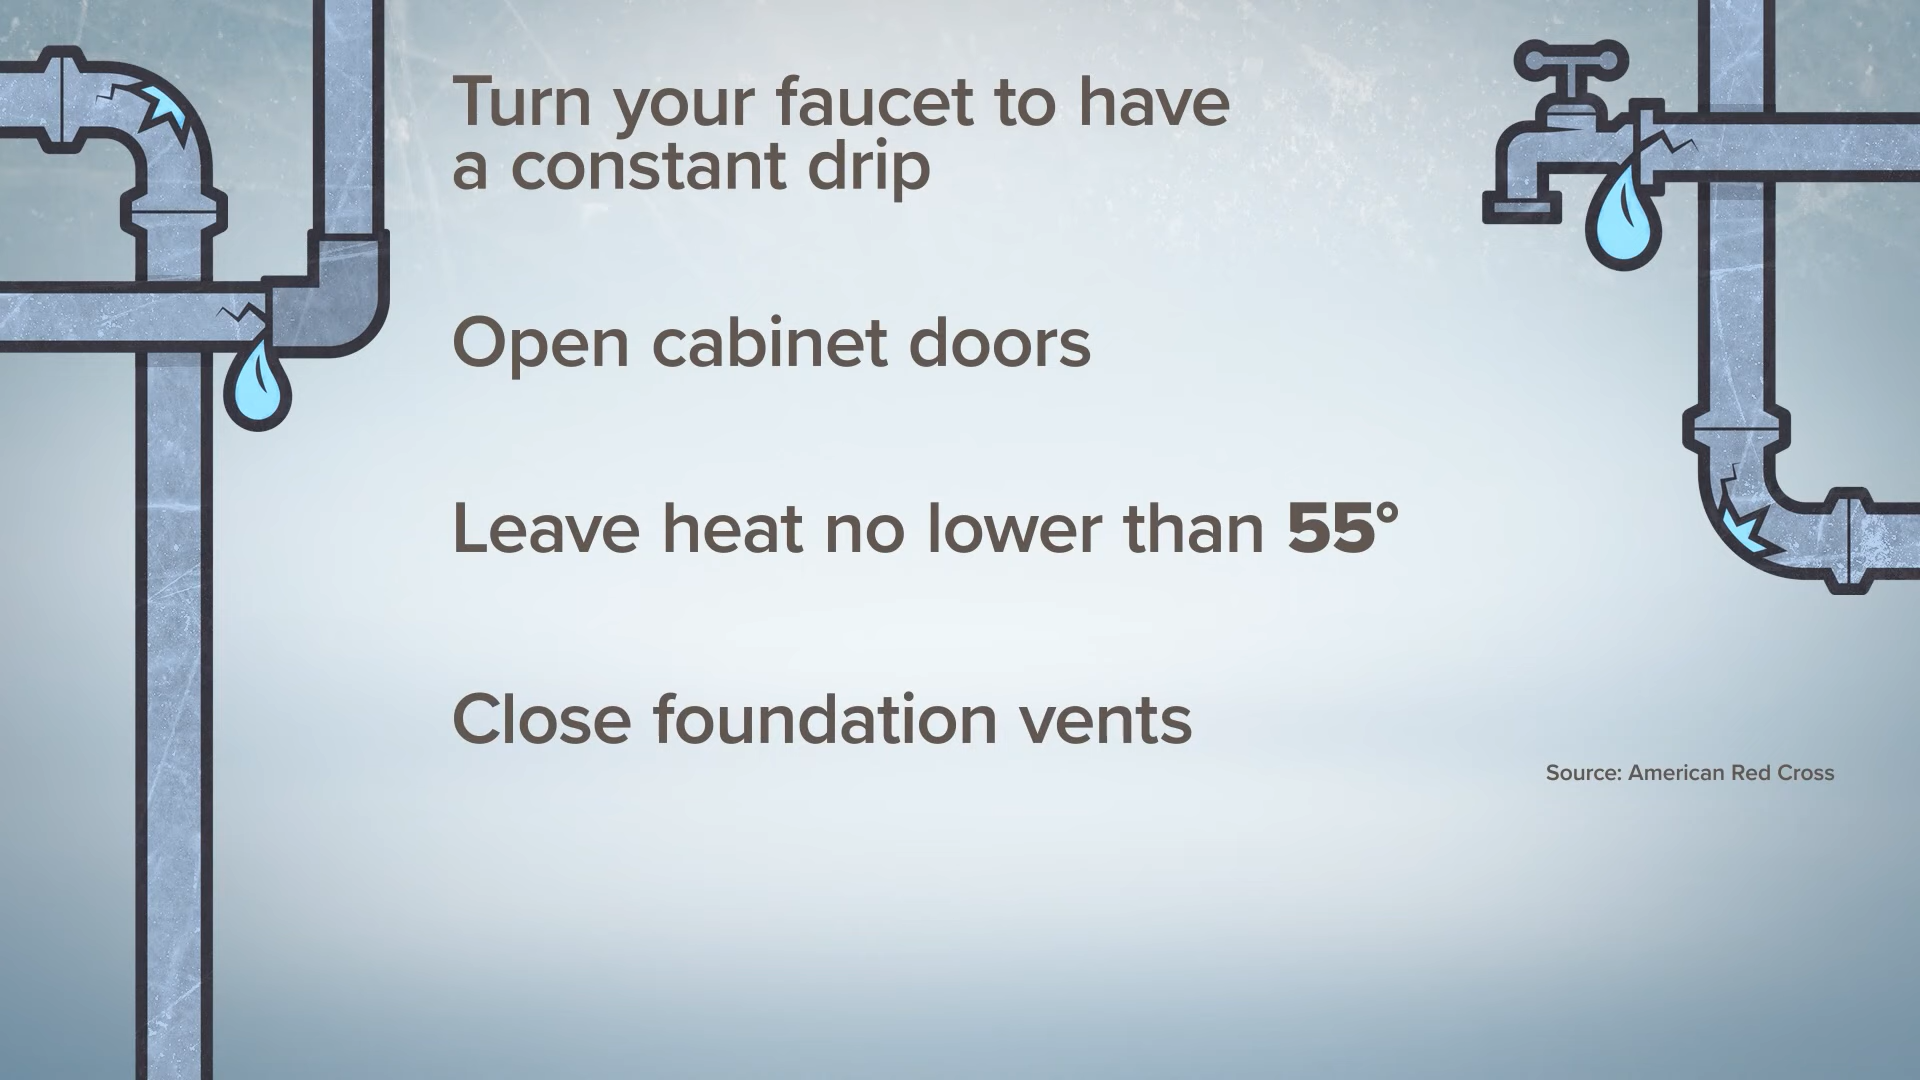 Turn your faucet to have
a constant drip
Open cabinet doors
Leave heat no lower than 55°
Close foundation vents
Source: American Red Cross